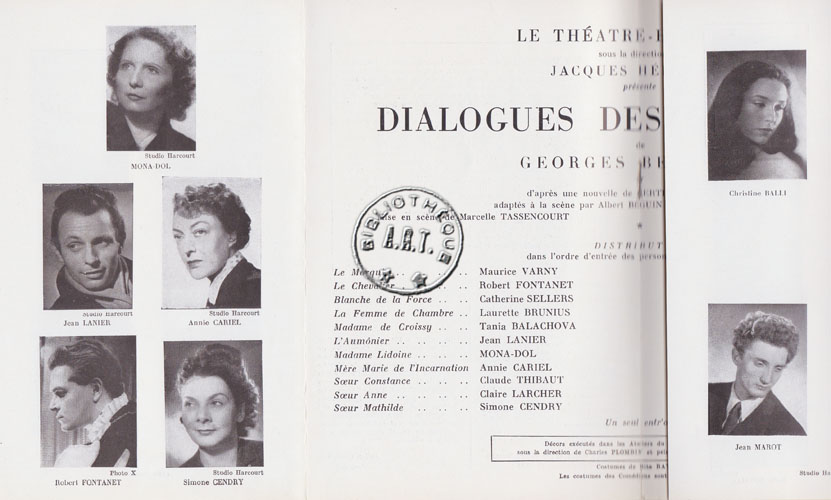 Studio Harcourt
MONA-DOL
Studio Harcourt
Jean LANIER
Studio Harcourt
Annie CARIEL
Photo X
Robert FONTANET
Studio Harcourt
Simone CENDRY
LE THÉATRE-
sous la directio
JACQUES HÉ
présente
DIALOGUES DES
de
GEORGES BE
d'après une nouvelle de
adaptés à la scène par Albert BÉGUIN
Mise en scène de Marcelle TASSENCOURT
BIBLIOTHÈQUE
A.R.T.
DISTRIBUT
dans l'ordre d'entrée des person
Le Marquis .. .. .. Maurice VARNY
Le Chevalier .. .. .. Robert FONTANET
Blanche de la Force .. .. Catherine SELLERS
La Femme de Chambre .. Laurette BRUNIUS
Madame de Croissy .. .. Tania BALACHOVA
L'Aumônier .. .. .. Jean LANIER
Madame Lidoine .. .. .. MONA-DOL
Mère Marie de l'Incarnation Annie CARIEL
Sœur Constance .. .. .. Claude THIBAUT
Sœur Anne .. .. .. Claire LARCHER
Sœur Mathilde .. .. .. Simone CENDRY
Un seul entr'
Décors exécutés dans les Ateliers du
sous la direction de Charles PLOMBIN et
Costumes de
Les costumes des Comédiens sont
Christine BALLI
Jean MAROT
Studio Ha